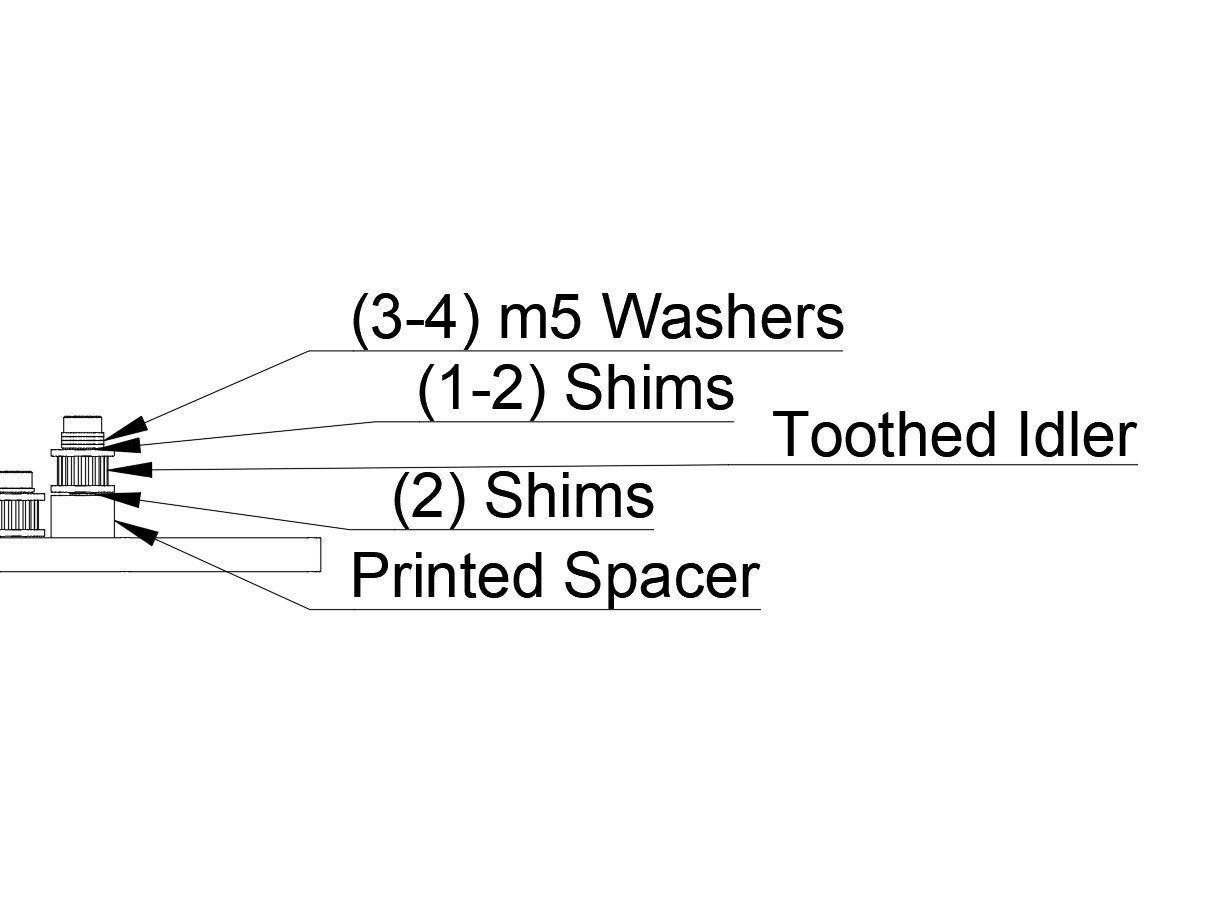 (3-4) m5 Washers
(1-2) Shims
Toothed Idler
(2) Shims
Printed Spacer